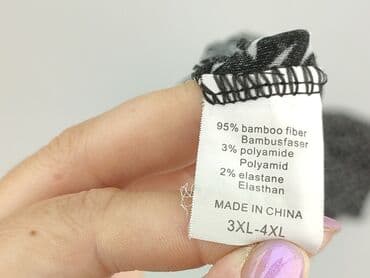 95% bamboo fiber
Bambusfaser
3% polyamide
Polyamid
2% elastane
Elasthan
MADE IN CHINA
3XL-4XL